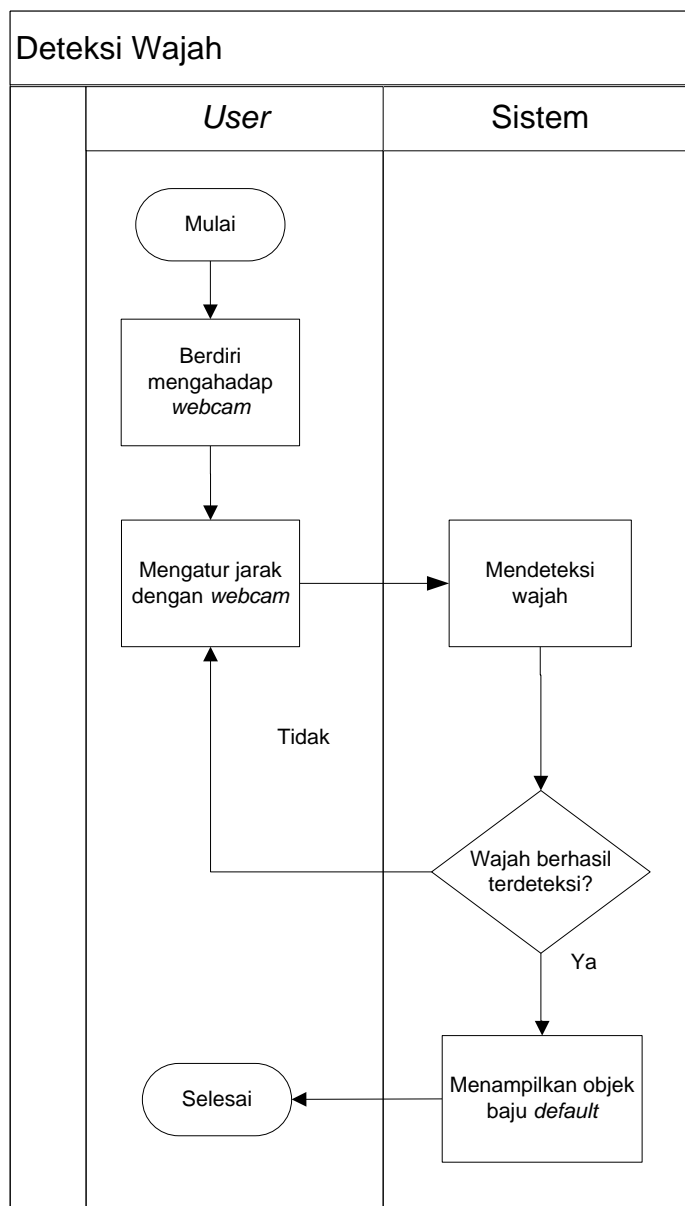 Deteksi Wajah
User
Sistem
Mulai
Berdiri
mengahadap
webcam
Mengatur jarak
dengan webcam
Mendeteksi
wajah
Tidak
Wajah berhasil
terdeteksi?
Ya
Menampilkan objek
baju default
Selesai